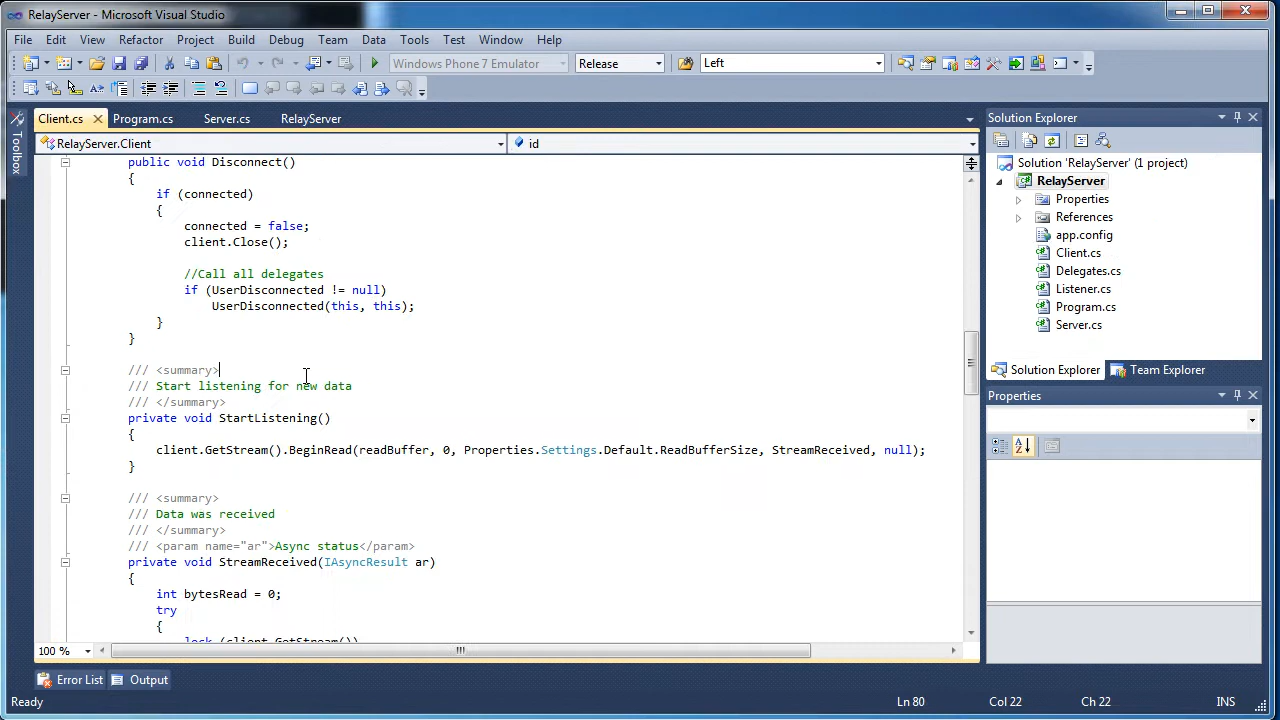 RelayServer - Microsoft Visual Studio
File Edit View Refactor Project Build Debug Team Data Tools Test Window Help
Windows Phone 7 Emulator Release Left
Client.cs Program.cs Server.cs RelayServer
RelayServer.Client id
public void Disconnect()
{
if (connected)
{
connected = false;
client.Close();
//Call all delegates
if (UserDisconnected != null)
UserDisconnected(this, this);
}
}
/// <summary>
/// Start listening for new data
/// </summary>
private void StartListening()
{
client.GetStream().BeginRead(readBuffer, 0, Properties.Settings.Default.ReadBufferSize, StreamReceived, null);
}
/// <summary>
/// Data was received
/// </summary>
/// <param name="ar">Async status</param>
private void StreamReceived(IAsyncResult ar)
{
int bytesRead = 0;
try
{
lock (client.GetStream())
100 %
Error List Output
Ready Ln 80 Col 22 Ch 22 INS
Toolbox
Solution Explorer
Solution 'RelayServer' (1 project)
RelayServer
Properties
References
app.config
Client.cs
Delegates.cs
Listener.cs
Program.cs
Server.cs
Solution Explorer Team Explorer
Properties